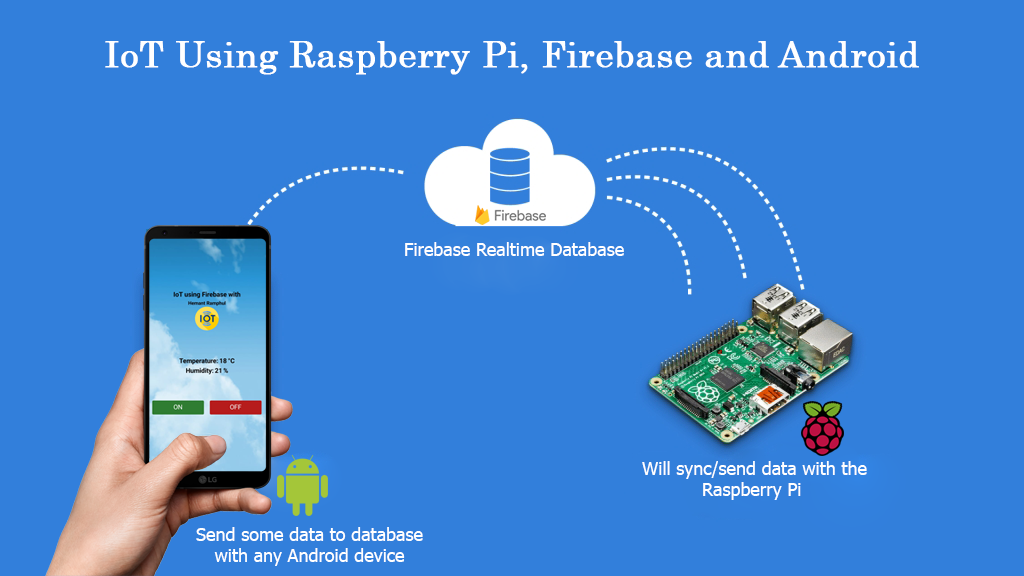 IoT Using Raspberry Pi, Firebase and Android
Firebase
Firebase Realtime Database
IoT using Firebase with
Hemant Ramphul
IOT
Temperature: 18 °C
Humidity: 21 %
ON OFF
LG
Send some data to database
with any Android device
Will sync/send data with the
Raspberry Pi